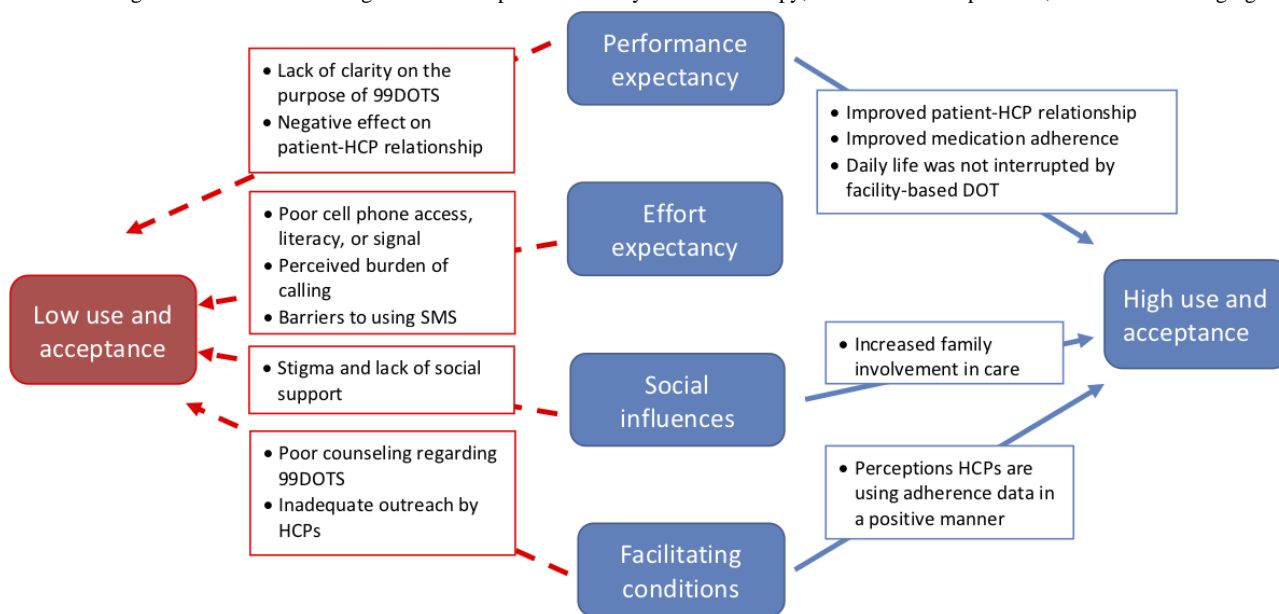 Performance
expectancy
• Lack of clarity on the
purpose of 99DOTS
• Negative effect on
patient-HCP relationship
• Improved patient-HCP relationship
• Improved medication adherence
• Daily life was not interrupted by
facility-based DOT
• Poor cell phone access,
literacy, or signal
• Perceived burden of
calling
• Barriers to using SMS
Effort
expectancy
Low use and
acceptance
High use and
acceptance
• Stigma and lack of social
support
Social
influences
• Increased family
involvement in care
• Poor counseling regarding
99DOTS
• Inadequate outreach by
HCPs
• Perceptions HCPs are
using adherence data in
a positive manner
Facilitating
conditions